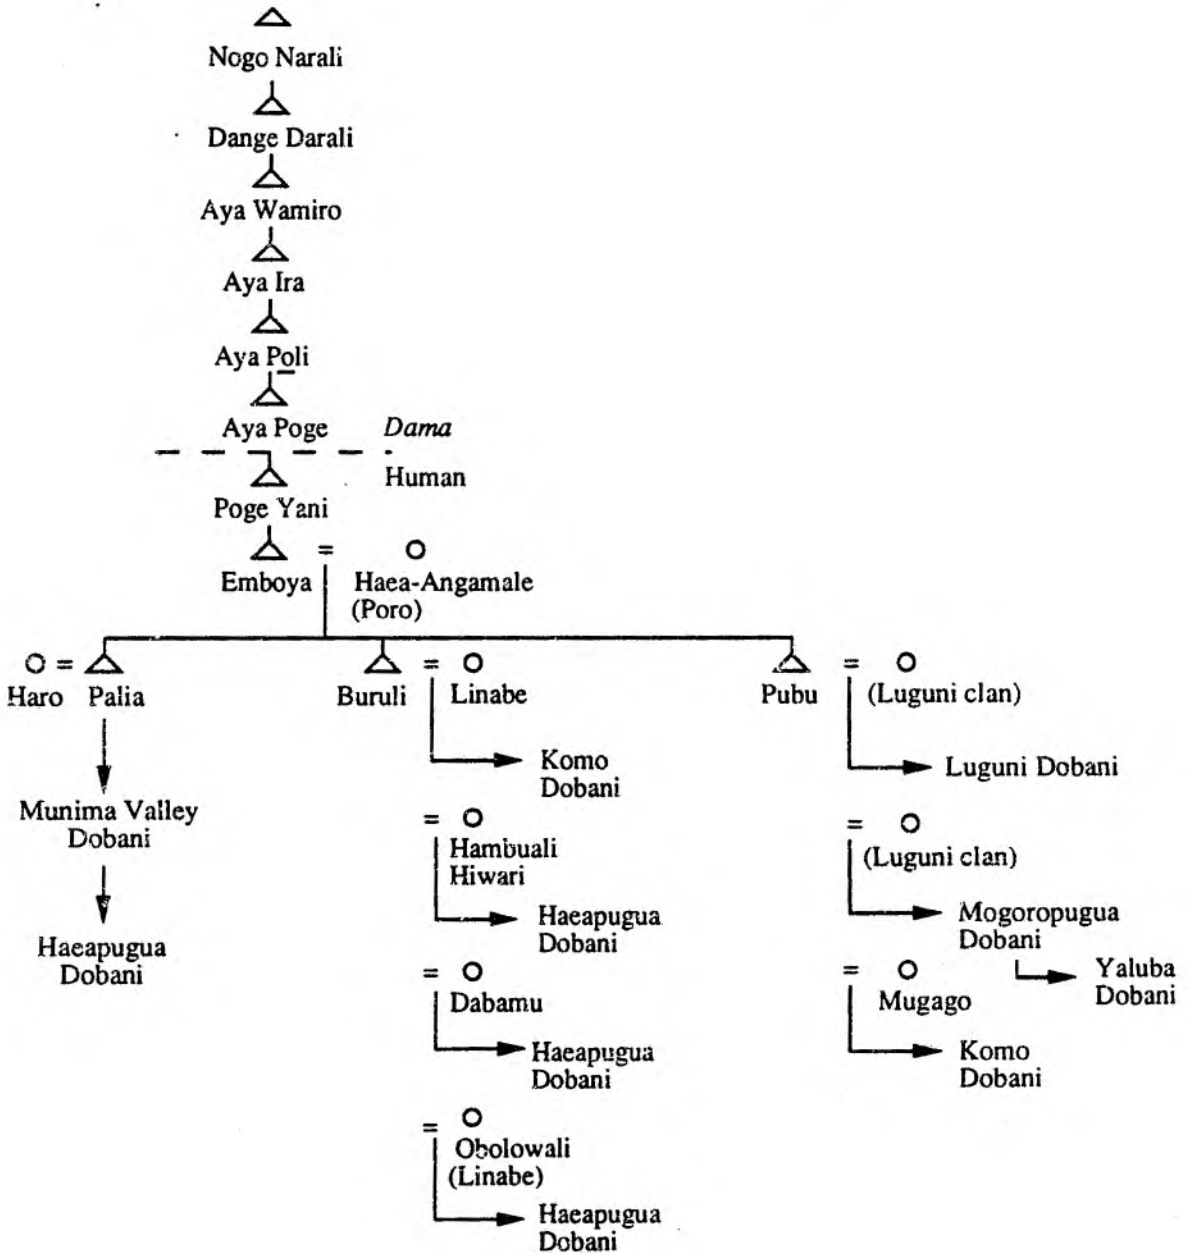 Nogo Narali
Dange Darali
Aya Wamiro
Aya Ira
Aya Poli
Aya Poge
Dama
Human
Poge Yani
=
Emboya
Haea-Angamale
(Poro)
=
Haro
Palia
=
Buruli
Linabe
=
Pubu
(Luguni clan)
Komo
Dobani
Luguni Dobani
Munima Valley
Dobani
=
Hambuali
Hiwari
=
(Luguni clan)
Haeapugua
Dobani
Haeapugua
Dobani
Mogoropugua
Dobani
Yaluba
Dobani
=
Dabamu
=
Mugago
Haeapugua
Dobani
Komo
Dobani
=
Obolowali
(Linabe)
Haeapugua
Dobani